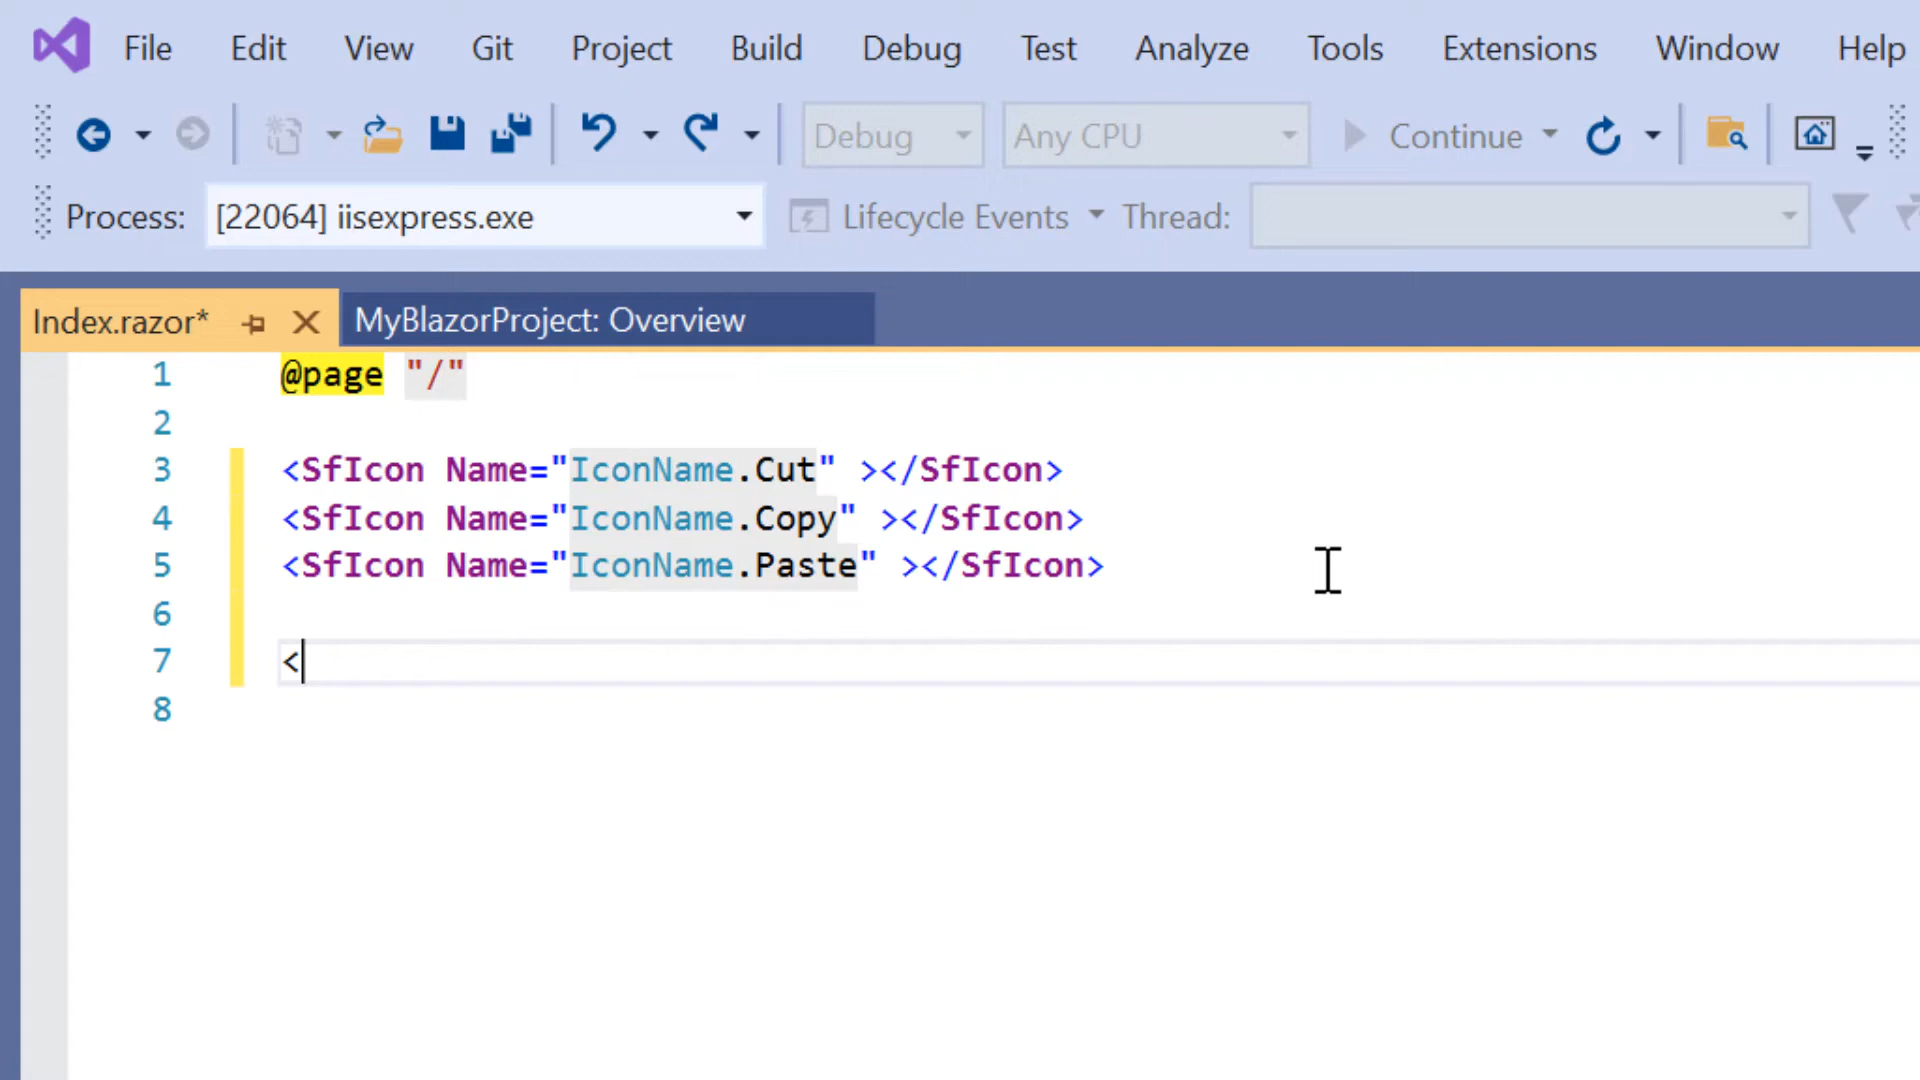 File Edit View Git Project Build Debug Test Analyze Tools Extensions Window Help
Debug Any CPU Continue
Process: [22064] iisexpress.exe Lifecycle Events Thread:
Index.razor* MyBlazorProject: Overview
1 @page "/"
2
3 <SfIcon Name="IconName.Cut" ></SfIcon>
4 <SfIcon Name="IconName.Copy" ></SfIcon>
5 <SfIcon Name="IconName.Paste" ></SfIcon>
6
7 <
8